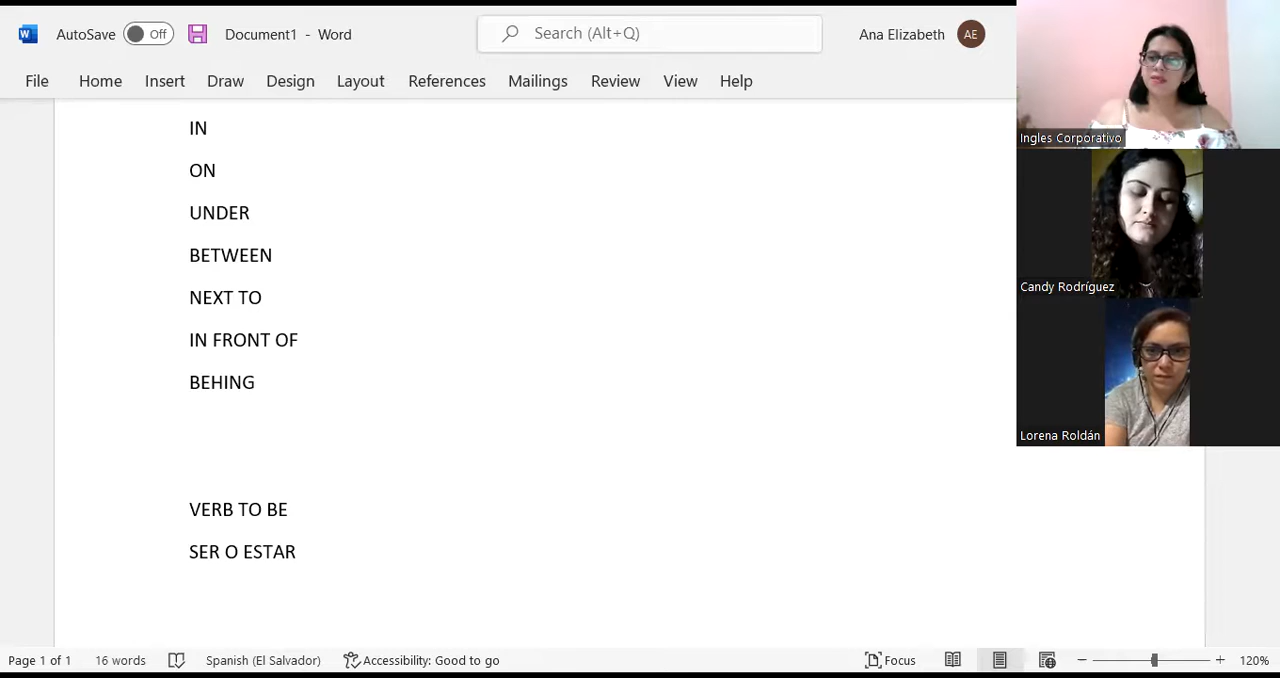 AutoSave Off Document1 - Word Search (Alt+Q) Ana Elizabeth AE
File Home Insert Draw Design Layout References Mailings Review View Help
IN
ON
UNDER
BETWEEN
NEXT TO
IN FRONT OF
BEHING
VERB TO BE
SER O ESTAR
Ingles Corporativo
Candy Rodríguez
Lorena Roldán
Page 1 of 1 16 words Spanish (El Salvador) Accessibility: Good to go Focus 120%